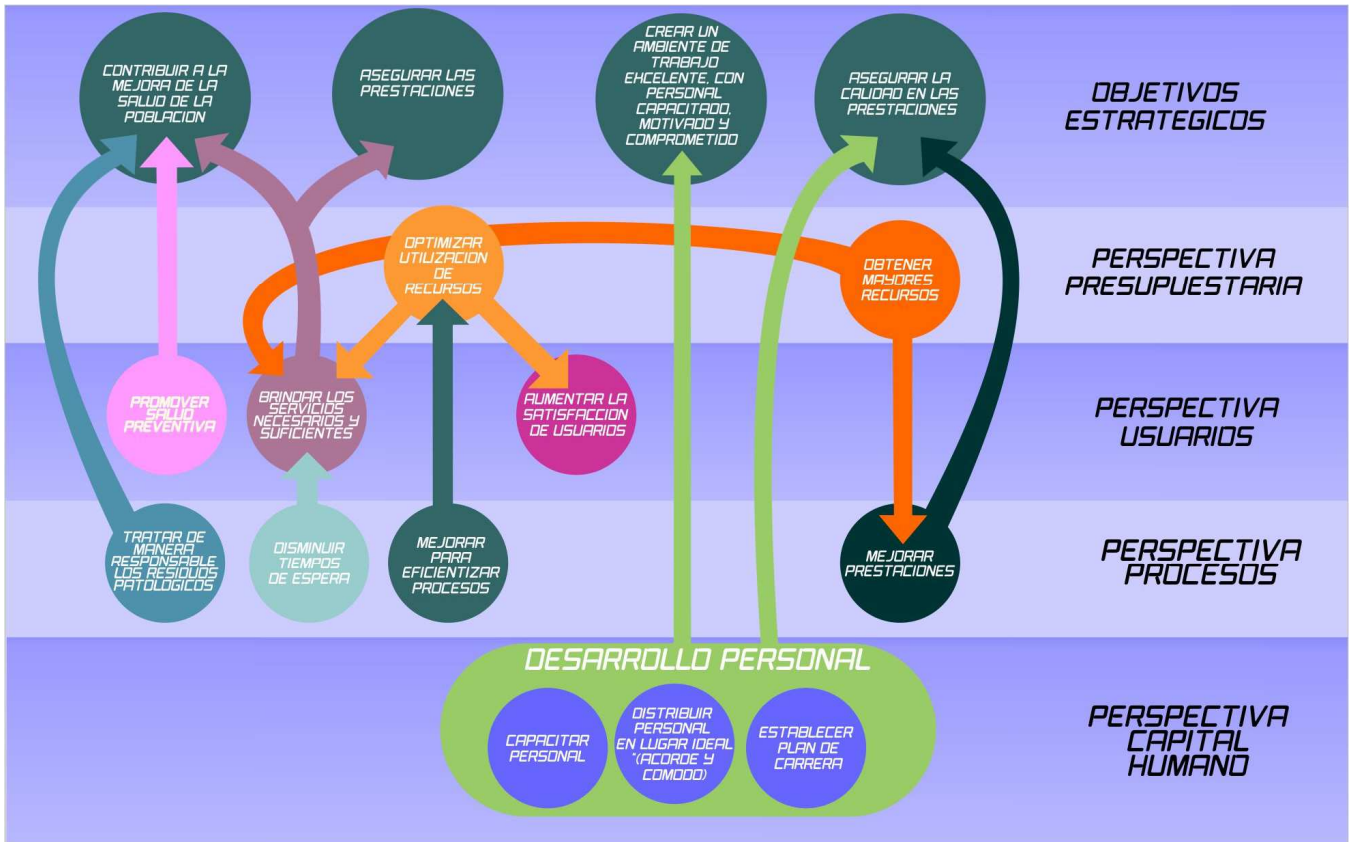 CONTRIBUIR A LA
MEJORA DE LA
SALUD DE LA
POBLACION
ASEGURAR LAS
PRESTACIONES
CREAR UN
AMBIENTE DE
TRABAJO
EXCELENTE, CON
PERSONAL
CAPACITADO,
MOTIVADO Y
COMPROMETIDO
ASEGURAR LA
CALIDAD EN LAS
PRESTACIONES
OBJETIVOS
ESTRATEGICOS
OPTIMIZAR
UTILIZACION
DE
RECURSOS
OBTENER
MAYORES
RECURSOS
PERSPECTIVA
PRESUPUESTARIA
PROMOVER
SALUD
PREVENTIVA
BRINDAR LOS
SERVICIOS
NECESARIOS Y
SUFICIENTES
AUMENTAR LA
SATISFACCION
DE USUARIOS
PERSPECTIVA
USUARIOS
TRATAR DE
MANERA
RESPONSABLE
LOS RESIDUOS
PATOLÓGICOS
DISMINUIR
TIEMPOS
DE ESPERA
MEJORAR
PARA
EFICIENTIZAR
PROCESOS
MEJORAR
PRESTACIONES
PERSPECTIVA
PROCESOS
DESARROLLO PERSONAL
CAPACITAR
PERSONAL
DISTRIBUIR
PERSONAL
EN LUGAR IDEAL
"(ACORDE Y
COMODO)
ESTABLECER
PLAN DE
CARRERA
PERSPECTIVA
CAPITAL
HUMANO